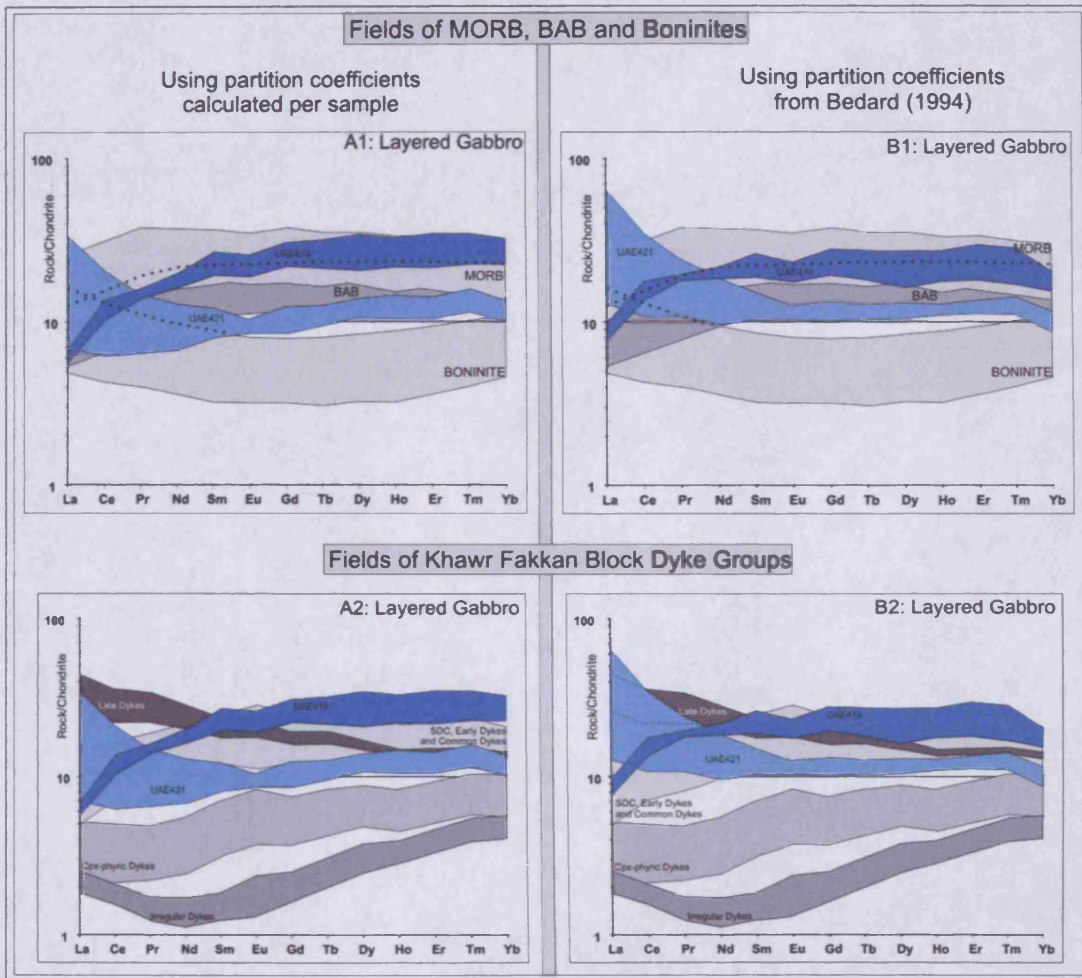 Fields of MORB, BAB and Boninites
Using partition coefficients
calculated per sample
Using partition coefficients
from Bedard (1994)
A1: Layered Gabbro
100
10
1
Rock/Chondrite
UAE419
MORB
BAB
UAE421
BONINITE
La Ce Pr Nd Sm Eu Gd Tb Dy Ho Er Tm Yb
B1: Layered Gabbro
100
10
1
Rock/Chondrite
UAE421
MORB
UAE419
BAB
BONINITE
La Ce Pr Nd Sm Eu Gd Tb Dy Ho Er Tm Yb
Fields of Khawr Fakkan Block Dyke Groups
A2: Layered Gabbro
100
10
1
Rock/Chondrite
Late Dykes
UAE419
SDC, Early Dykes
and Common Dykes
UAE421
Cpx-phyric Dykes
Irregular Dykes
La Ce Pr Nd Sm Eu Gd Tb Dy Ho Er Tm Yb
B2: Layered Gabbro
100
10
1
Rock/Chondrite
Late Dykes
UAE419
UAE421
SDC, Early Dykes
and Common Dykes
Cpx-phyric Dykes
Irregular Dykes
La Ce Pr Nd Sm Eu Gd Tb Dy Ho Er Tm Yb